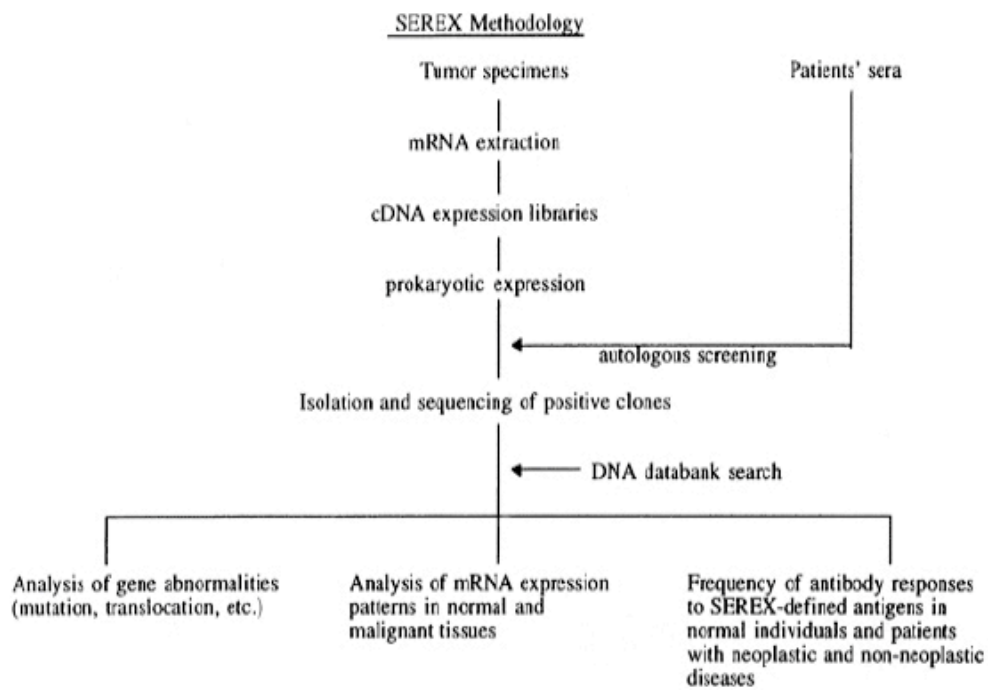 SEREX Methodology
Tumor specimens
Patients' sera
mRNA extraction
cDNA expression libraries
prokaryotic expression
autologous screening
Isolation and sequencing of positive clones
DNA databank search
Analysis of gene abnormalities
(mutation, translocation, etc.)
Analysis of mRNA expression
patterns in normal and
malignant tissues
Frequency of antibody responses
to SEREX-defined antigens in
normal individuals and patients
with neoplastic and non-neoplastic
diseases